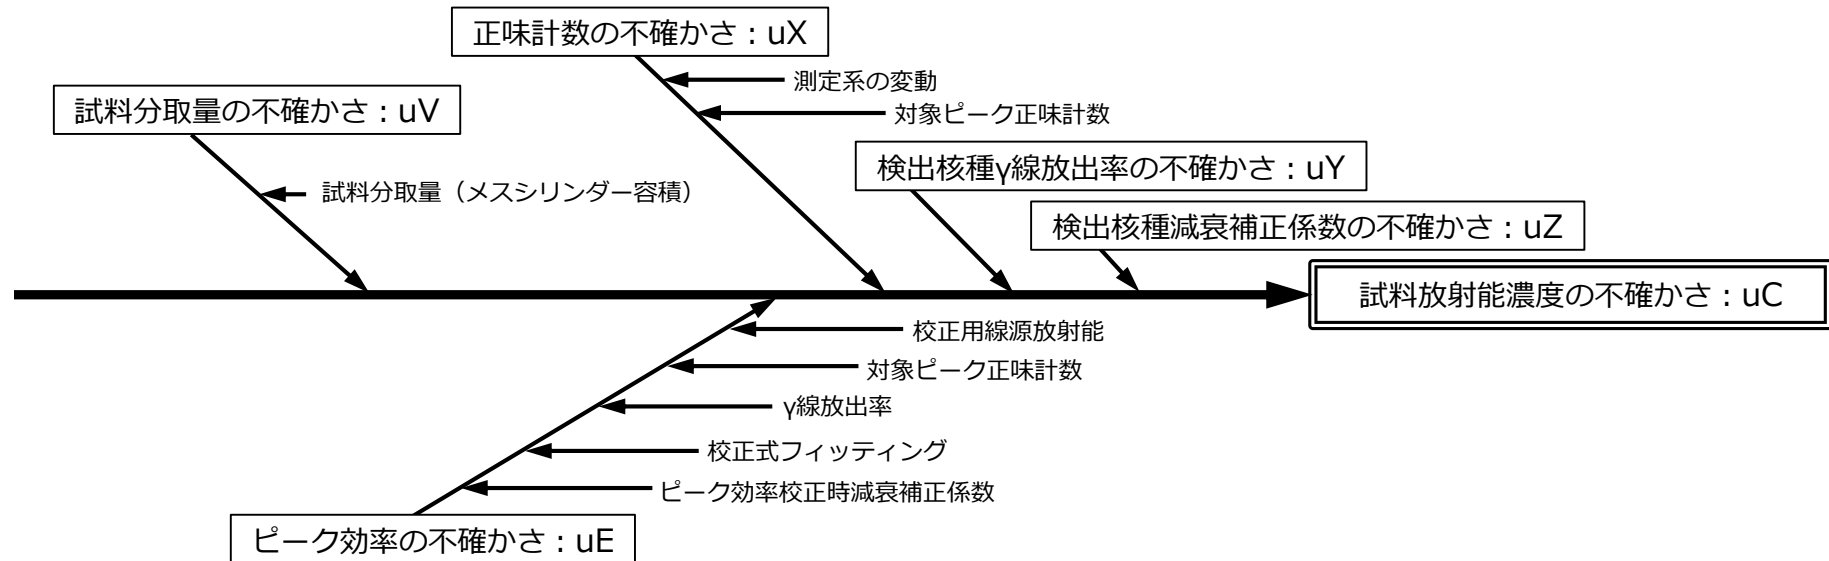 正味計数の不確かさ：uX
測定系の変動
対象ピーク正味計数
試料分取量の不確かさ：uV
試料分取量（メスシリンダー容積）
検出核種γ線放出率の不確かさ：uY
検出核種減衰補正係数の不確かさ：uZ
試料放射能濃度の不確かさ：uC
校正用線源放射能
対象ピーク正味計数
γ線放出率
校正式フィッティング
ピーク効率校正時減衰補正係数
ピーク効率の不確かさ：uE